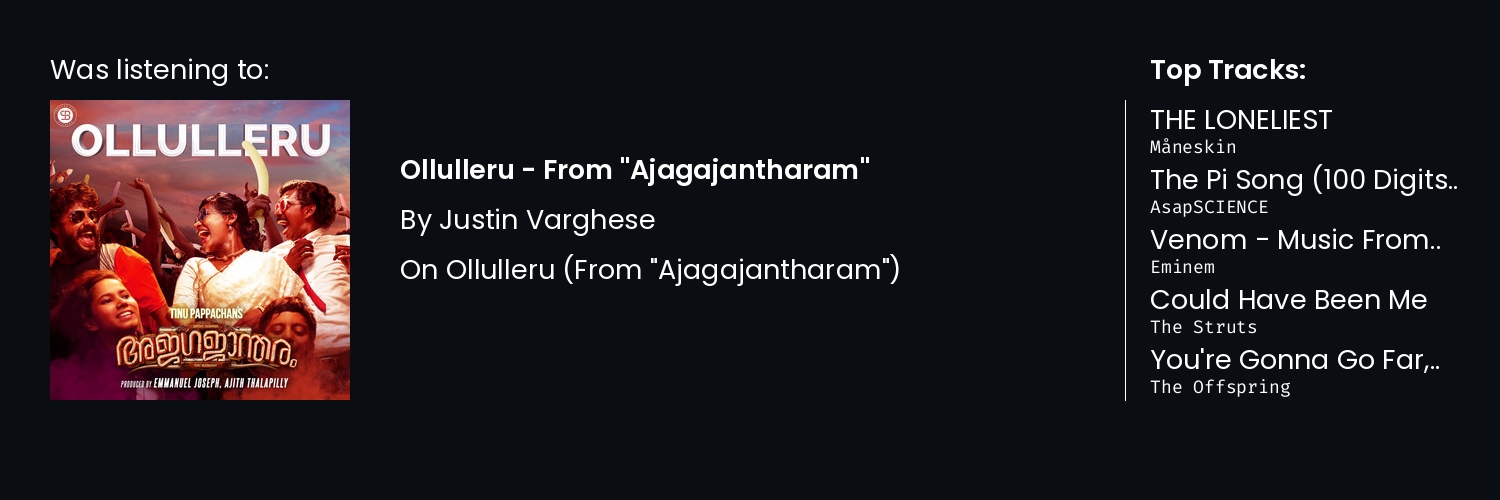 Was listening to:
OLLULLERU
TINU PAPPACHAN'S
അജഗജാന്തരം
PRODUCED BY EMMANUEL JOSEPH, AJITH THALAPILLY
Ollulleru - From "Ajagajantharam"
By Justin Varghese
On Ollulleru (From "Ajagajantharam")
Top Tracks:
THE LONELIEST
Måneskin
The Pi Song (100 Digits..
AsapSCIENCE
Venom - Music From..
Eminem
Could Have Been Me
The Struts
You're Gonna Go Far,..
The Offspring